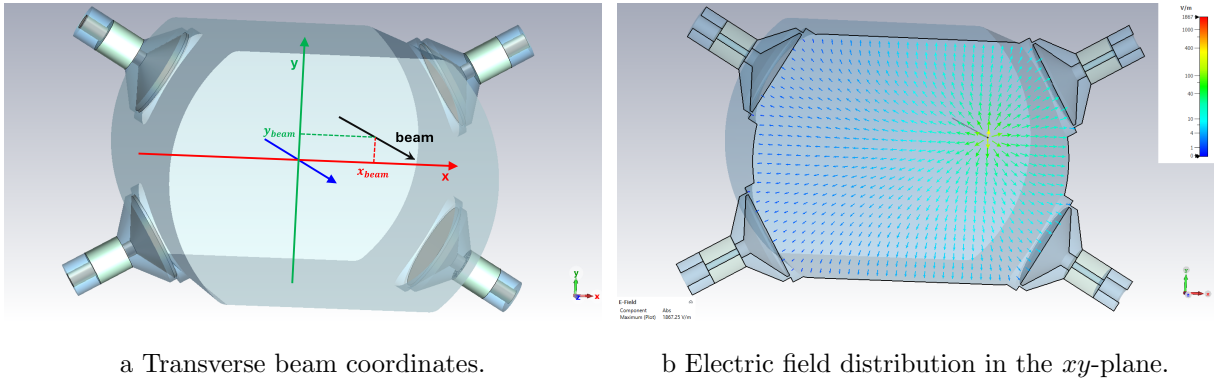 y
y_beam
beam
x_beam
x
y
z
x
a Transverse beam coordinates.
V/m
1867
1000
400
100
40
10
4
1
0
E-Field
Component Abs
Maximum (Plot) 1867.25 V/m
b Electric field distribution in the xy-plane.